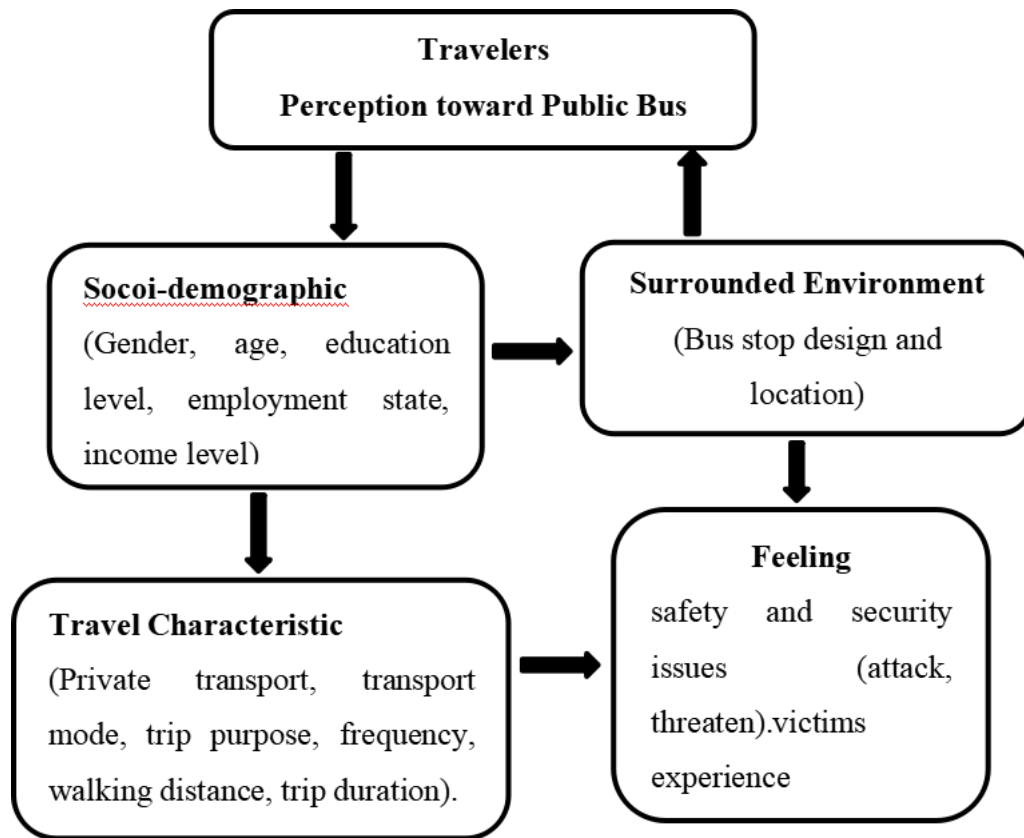 Travelers
Perception toward Public Bus
Socoi-demographic
(Gender, age, education
level, employment state,
income level)
Surrounded Environment
(Bus stop design and
location)
Travel Characteristic
(Private transport, transport
mode, trip purpose, frequency,
walking distance, trip duration).
Feeling
safety and security
issues (attack,
threaten).victims
experience